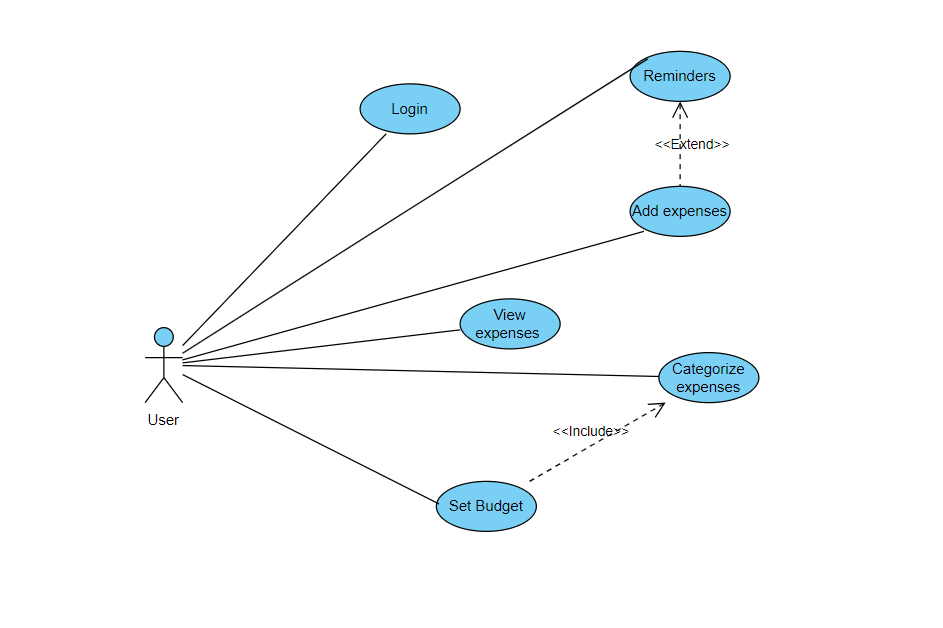 Reminders
Login
<<Extend>>
Add expenses
View
expenses
Categorize
expenses
User
<<Include>>
Set Budget